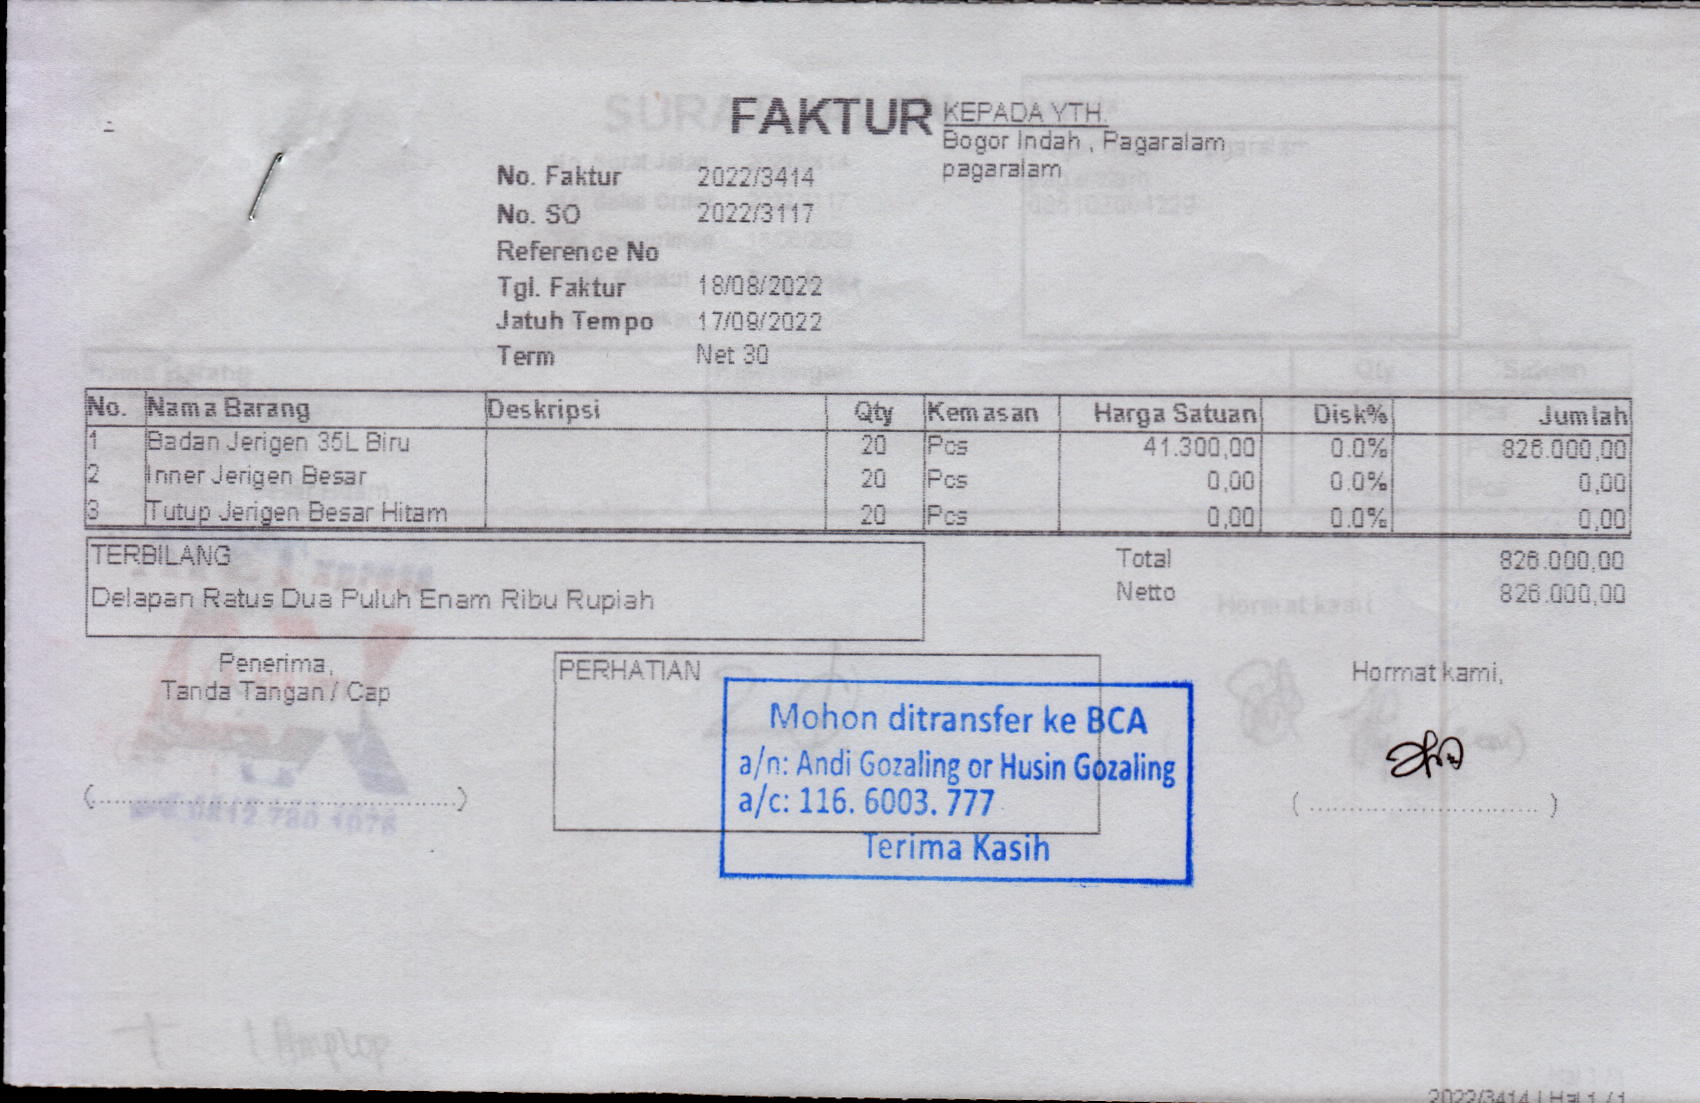 FAKTUR
KEPADA YTH.
Bogor Indah , Pagaralam
pagaralam
No. Faktur 2022/3414
No. SO 2022/3117
Reference No
Tgl. Faktur 18/08/2022
Jatuh Tempo 17/09/2022
Term Net 30
No. Nama Barang Deskripsi Qty Kemasan Harga Satuan Disk% Jumlah
1 Badan Jerigen 35L Biru 20 Pcs 41.300,00 0.0% 826.000,00
2 Inner Jerigen Besar 20 Pcs 0,00 0.0% 0,00
3 Tutup Jerigen Besar Hitam 20 Pcs 0,00 0.0% 0,00
TERBILANG
Delapan Ratus Dua Puluh Enam Ribu Rupiah
Total 826.000,00
Netto 826.000,00
Penerima,
Tanda Tangan / Cap
PERHATIAN
Mohon ditransfer ke BCA
a/n: Andi Gozaling or Husin Gozaling
a/c: 116. 6003. 777
Terima Kasih
Hormat kami,
(..............................................)
( ............................. )
2022/3414 | Hal 1 / 1